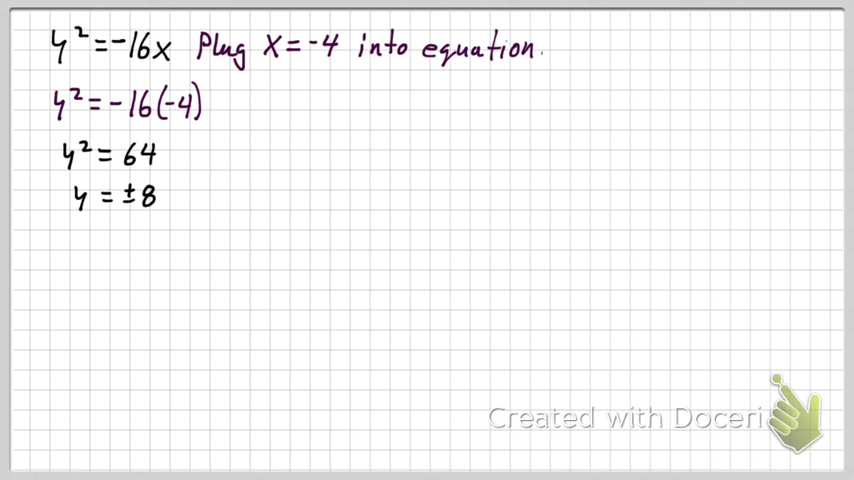 y² = -16x Plug x = -4 into equation.
y² = -16(-4)
y² = 64
y = ±8
Created with Doceri